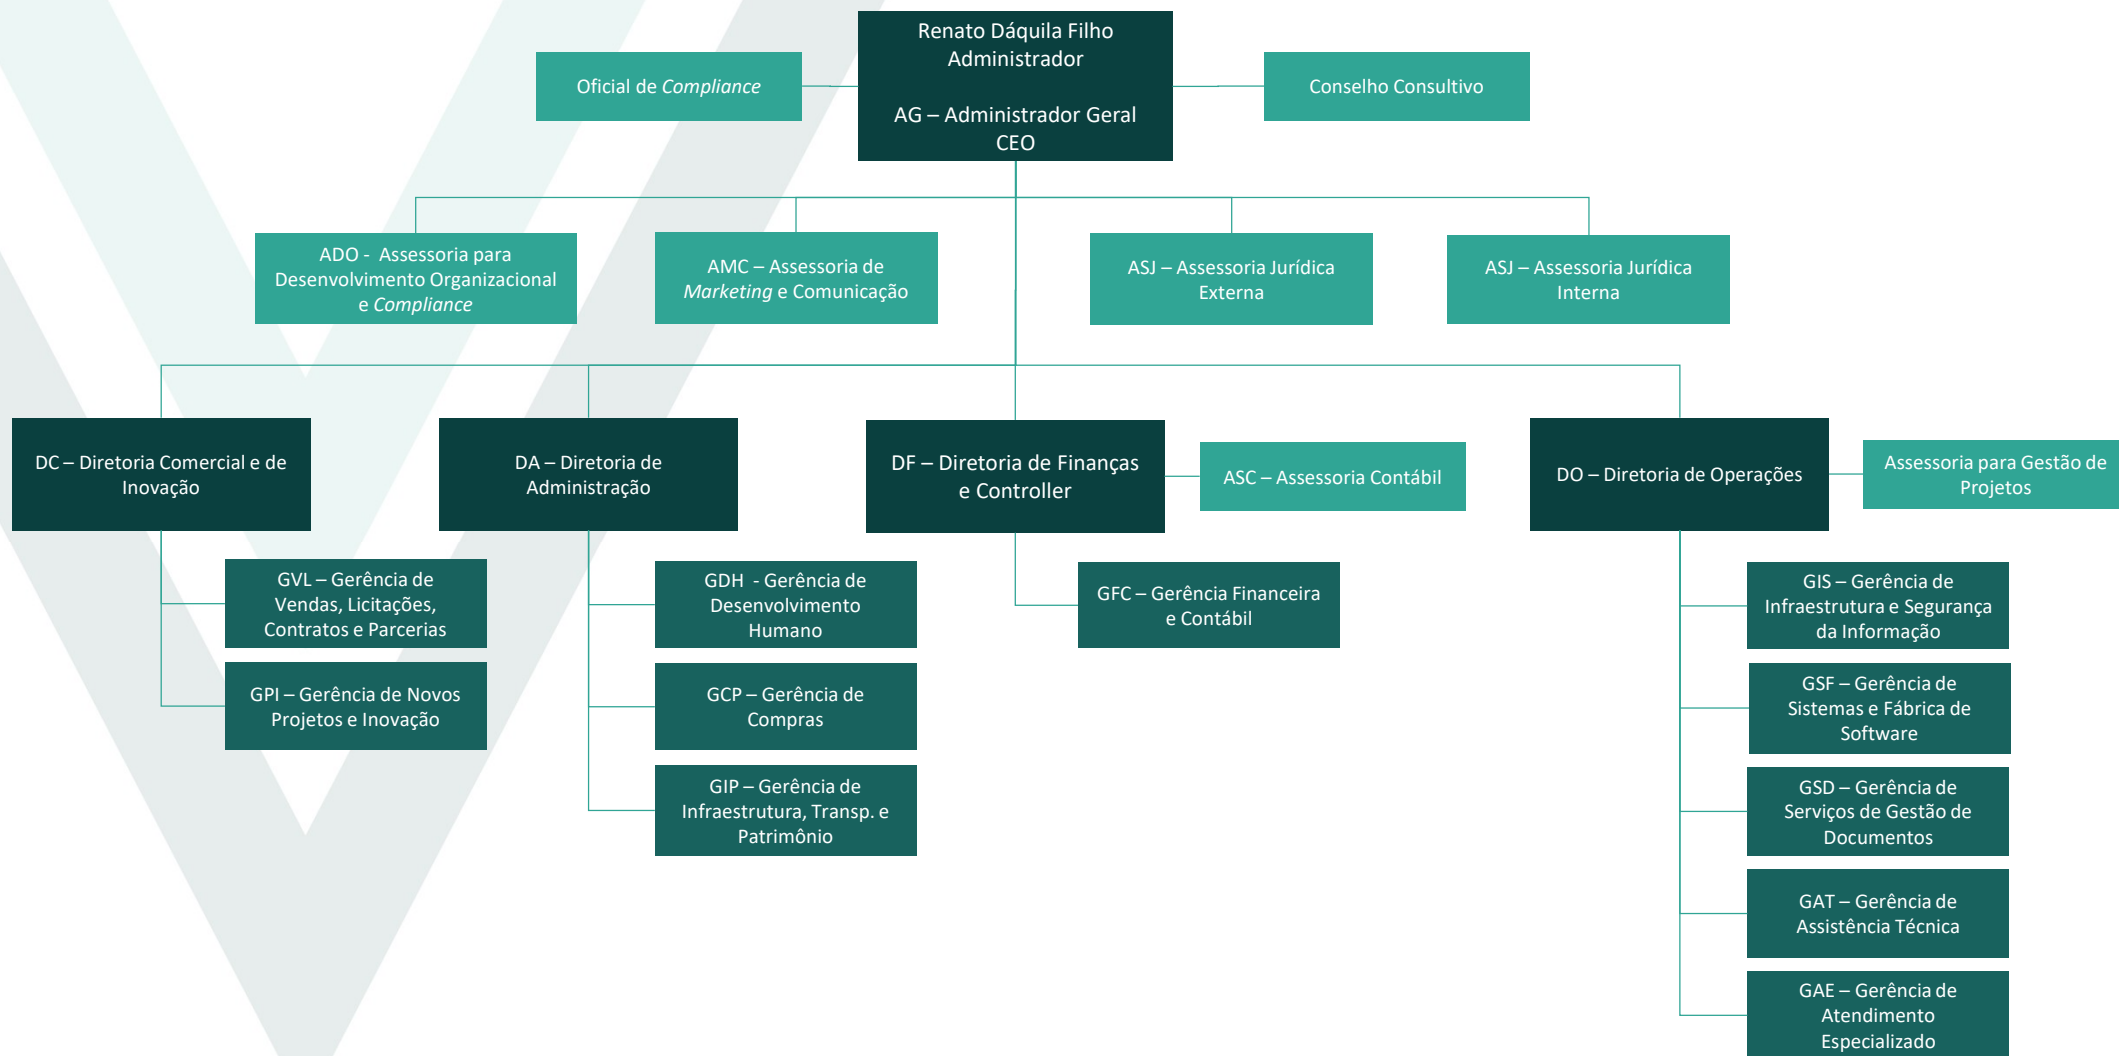 Renato Dáquila Filho
Administrador
AG – Administrador Geral
CEO
Oficial de Compliance
Conselho Consultivo
ADO -  Assessoria para
Desenvolvimento Organizacional
e Compliance
AMC – Assessoria de
Marketing e Comunicação
ASJ – Assessoria Jurídica
Externa
ASJ – Assessoria Jurídica
Interna
DC – Diretoria Comercial e de
Inovação
DA – Diretoria de
Administração
DF – Diretoria de Finanças
e Controller
ASC – Assessoria Contábil
DO – Diretoria de Operações
Assessoria para Gestão de
Projetos
GVL – Gerência de
Vendas, Licitações,
Contratos e Parcerias
GPI – Gerência de Novos
Projetos e Inovação
GDH  - Gerência de
Desenvolvimento
Humano
GCP – Gerência de
Compras
GIP – Gerência de
Infraestrutura, Transp. e
Patrimônio
GFC – Gerência Financeira
e Contábil
GIS – Gerência de
Infraestrutura e Segurança
da Informação
GSF – Gerência de
Sistemas e Fábrica de
Software
GSD – Gerência de
Serviços de Gestão de
Documentos
GAT – Gerência de
Assistência Técnica
GAE – Gerência de
Atendimento
Especializado